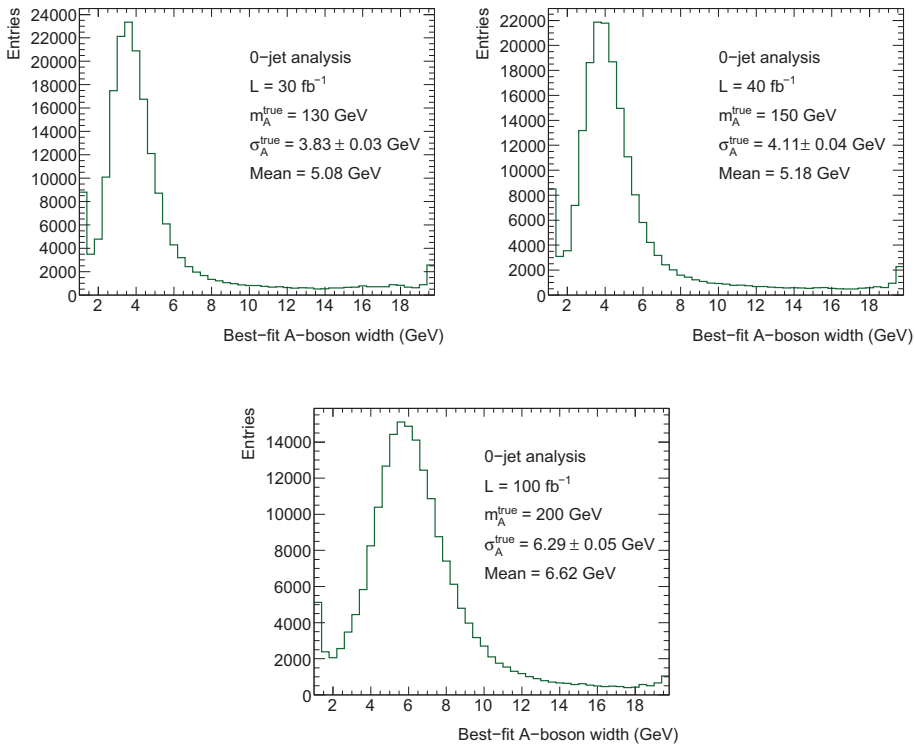 Entries
24000
22000
20000
18000
16000
14000
12000
10000
8000
6000
4000
2000
0
0−jet analysis
L = 30 fb⁻¹
m_A^true = 130 GeV
σ_A^true = 3.83 ± 0.03 GeV
Mean = 5.08 GeV
2 4 6 8 10 12 14 16 18
Best−fit A−boson width (GeV)
Entries
22000
20000
18000
16000
14000
12000
10000
8000
6000
4000
2000
0
0−jet analysis
L = 40 fb⁻¹
m_A^true = 150 GeV
σ_A^true = 4.11± 0.04 GeV
Mean = 5.18 GeV
2 4 6 8 10 12 14 16 18
Best−fit A−boson width (GeV)
Entries
14000
12000
10000
8000
6000
4000
2000
0
0−jet analysis
L = 100 fb⁻¹
m_A^true = 200 GeV
σ_A^true = 6.29 ± 0.05 GeV
Mean = 6.62 GeV
2 4 6 8 10 12 14 16 18
Best−fit A−boson width (GeV)